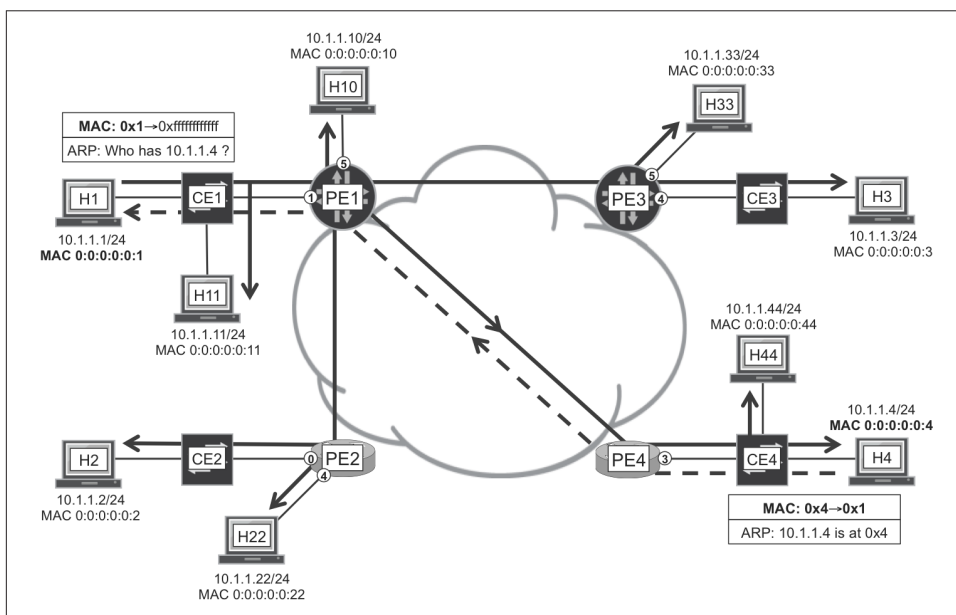 10.1.1.10/24
MAC 0:0:0:0:0:10
H10
10.1.1.33/24
MAC 0:0:0:0:0:33
H33
MAC: 0x1→0xffffffffffff
ARP: Who has 10.1.1.4 ?
H1
CE1
1
5
PE1
PE3
5
4
CE3
H3
10.1.1.1/24
MAC 0:0:0:0:0:1
10.1.1.3/24
MAC 0:0:0:0:0:3
H11
10.1.1.11/24
MAC 0:0:0:0:0:11
10.1.1.44/24
MAC 0:0:0:0:0:44
H44
10.1.1.4/24
MAC 0:0:0:0:0:4
H2
CE2
0
PE2
4
PE4
3
CE4
H4
10.1.1.2/24
MAC 0:0:0:0:0:2
MAC: 0x4→0x1
ARP: 10.1.1.4 is at 0x4
H22
10.1.1.22/24
MAC 0:0:0:0:0:22